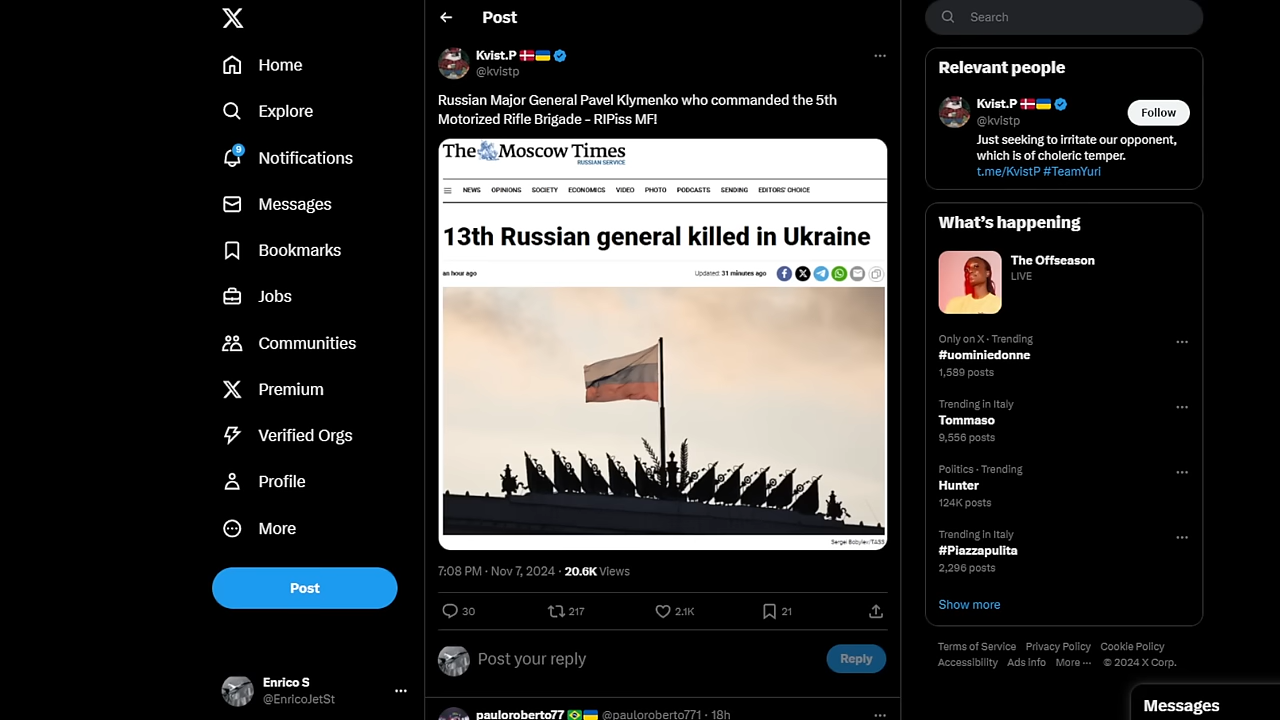 Home
Explore
9
Notifications
Messages
Bookmarks
Jobs
Communities
Premium
Verified Orgs
Profile
More
Post
Enrico S
@EnricoJetSt
Post
Kvist.P
@kvistp
Russian Major General Pavel Klymenko who commanded the 5th
Motorized Rifle Brigade - RIPiss MF!
The Moscow Times
RUSSIAN SERVICE
NEWS OPINIONS SOCIETY ECONOMICS VIDEO PHOTO PODCASTS SENDING EDITORS' CHOICE
13th Russian general killed in Ukraine
an hour ago
Updated: 31 minutes ago
Sergei Bobylev/TASS
7:08 PM · Nov 7, 2024 · 20.6K Views
30 217 2.1K 21
Post your reply
Reply
pauloroberto77 @pauloroberto771 · 18h
Search
Relevant people
Kvist.P
@kvistp
Follow
Just seeking to irritate our opponent,
which is of choleric temper.
t.me/KvistP #TeamYuri
What's happening
The Offseason
LIVE
Only on X · Trending
#uominiedonne
1,589 posts
Trending in Italy
Tommaso
9,556 posts
Politics · Trending
Hunter
124K posts
Trending in Italy
#Piazzapulita
2,296 posts
Show more
Terms of Service Privacy Policy Cookie Policy
Accessibility Ads info More ··· © 2024 X Corp.
Messages